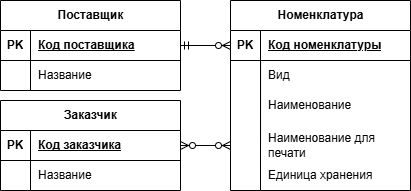 Поставщик
PK Код поставщика
Название
Заказчик
PK Код заказчика
Название
Номенклатура
PK Код номенклатуры
Вид
Наименование
Наименование для
печати
Единица хранения